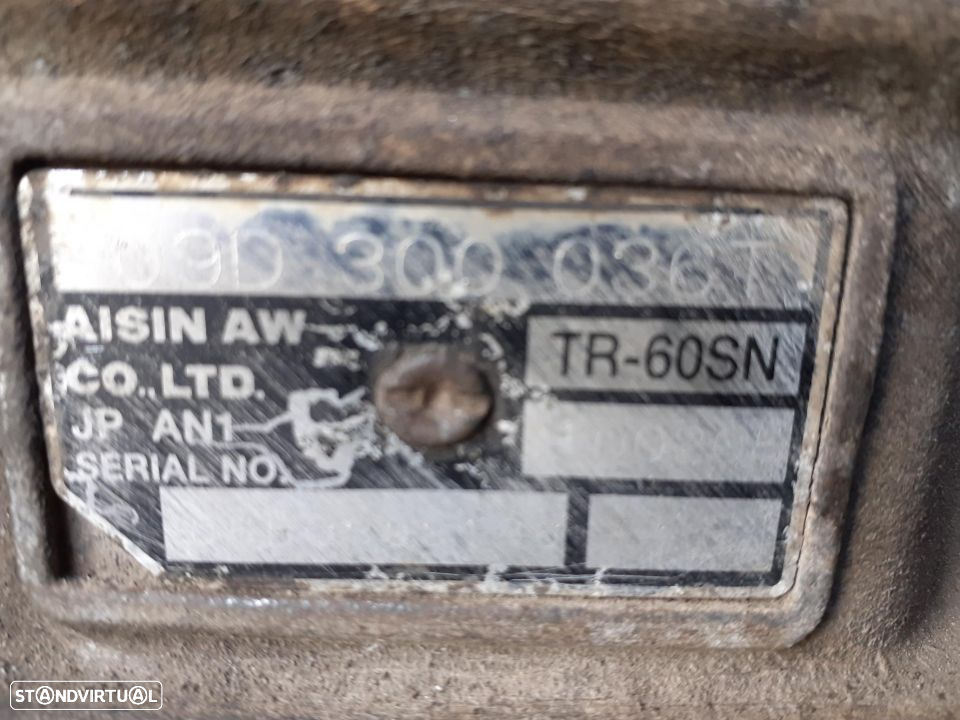 09D 300 036T
AISIN AW
CO.,LTD.
JP AN1
SERIAL NO.
TR-60SN
STANDVIRTUAL